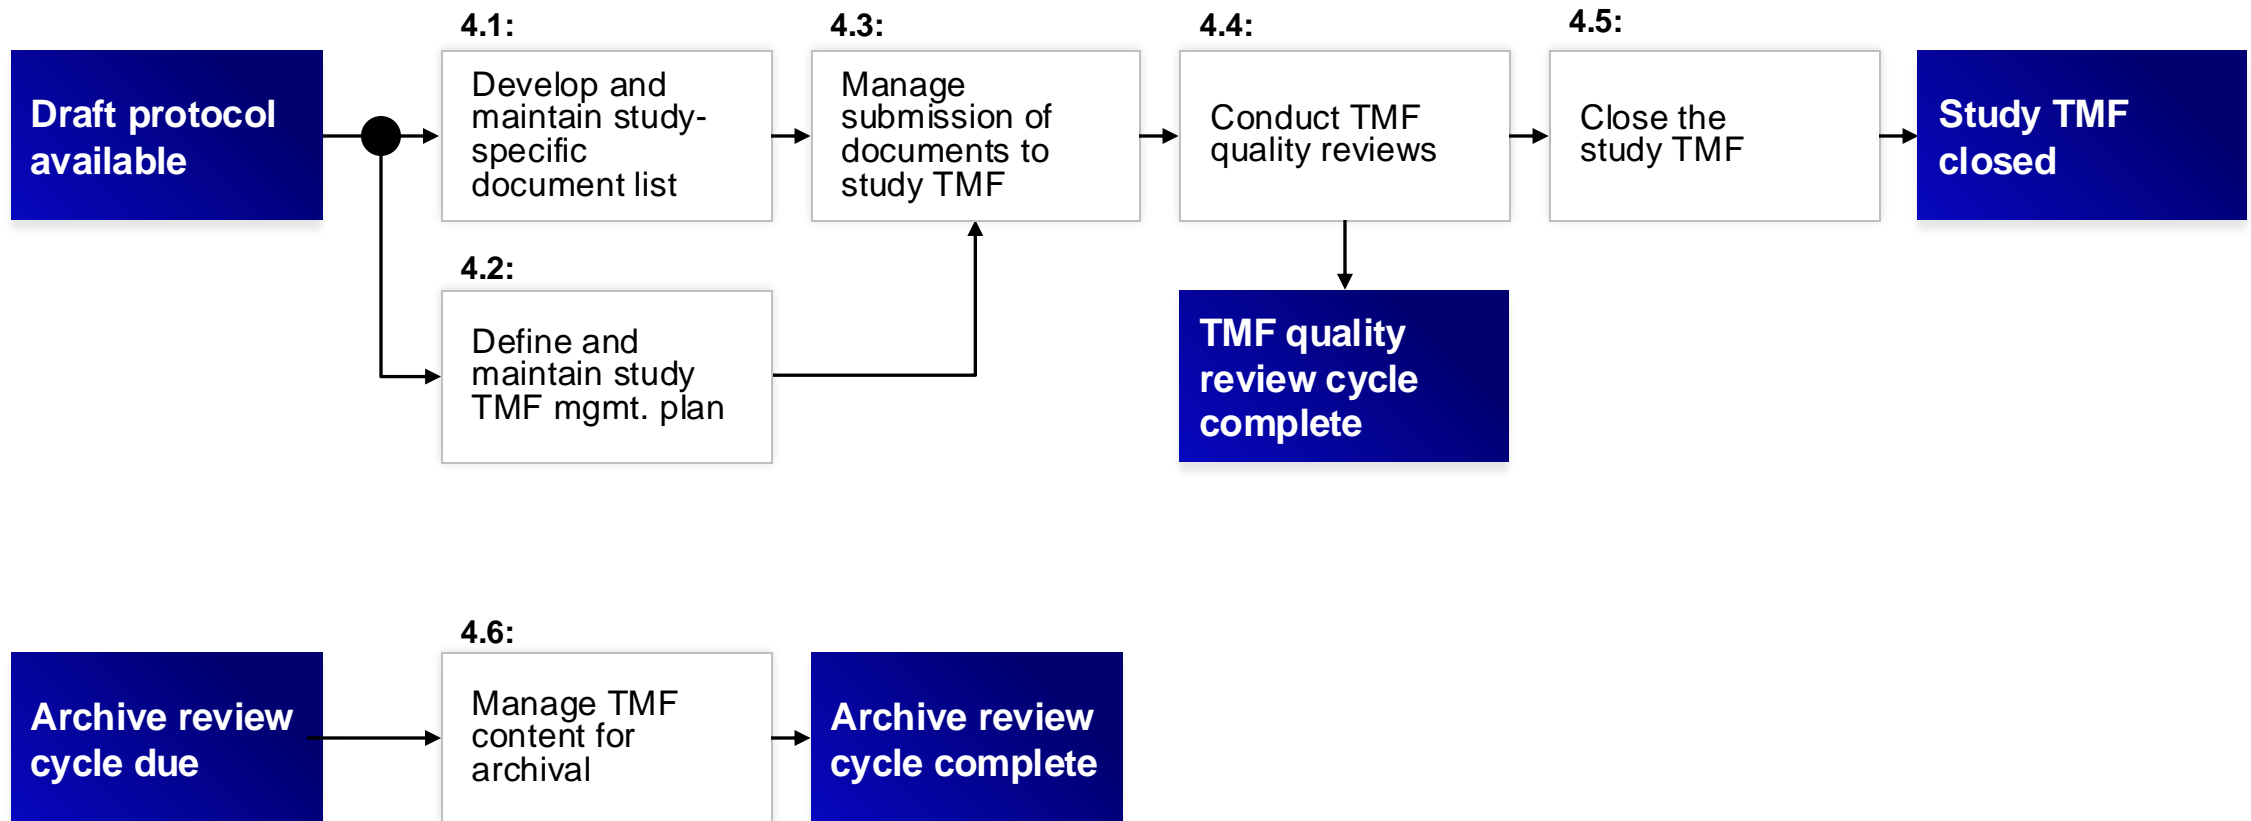 4.1:
4.3:
4.4:
4.5:
Draft protocol
available
Develop and
maintain study-
specific
document list
Manage
submission of
documents to
study TMF
Conduct TMF
quality reviews
Close the
study TMF
Study TMF
closed
4.2:
Define and
maintain study
TMF mgmt. plan
TMF quality
review cycle
complete
4.6:
Archive review
cycle due
Manage TMF
content for
archival
Archive review
cycle complete